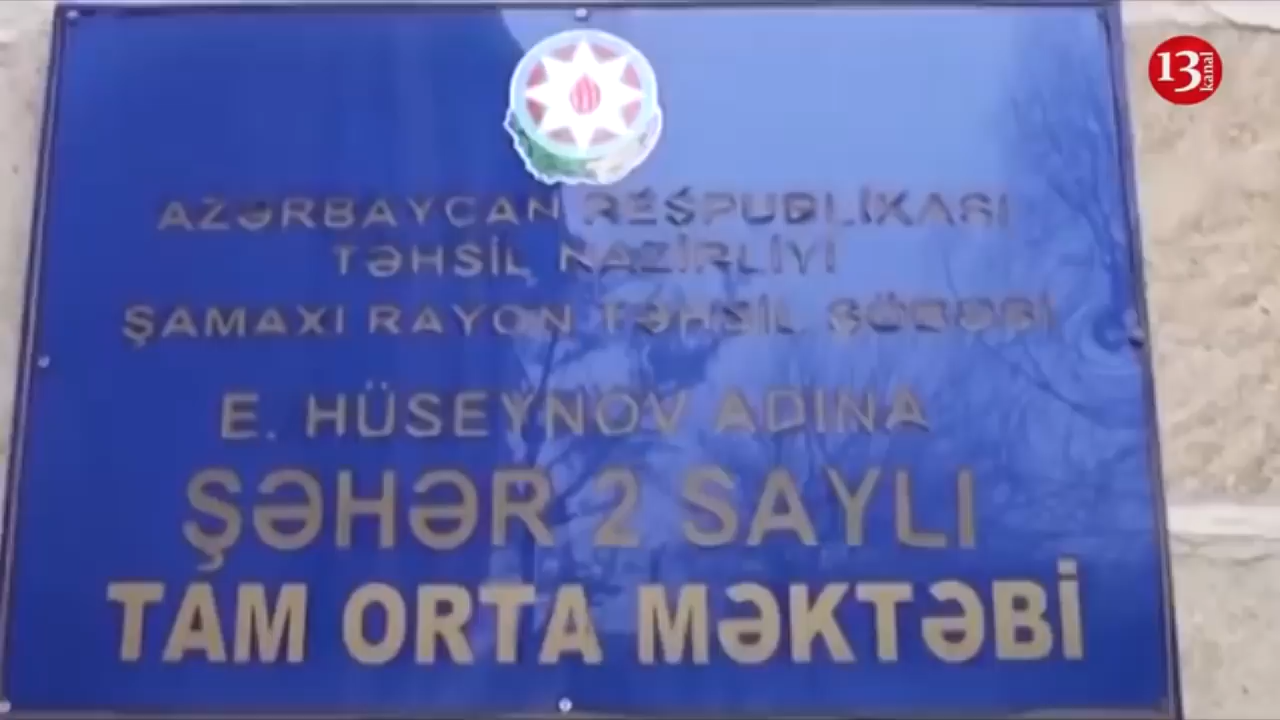 13 kanal
AZƏRBAYCAN RESPUBLİKASI
TƏHSİL NAZİRLİYİ
ŞAMAXI RAYON TƏHSİL ŞÖBƏSİ
E. HÜSEYNOV ADINA
ŞƏHƏR 2 SAYLI
TAM ORTA MƏKTƏBİ